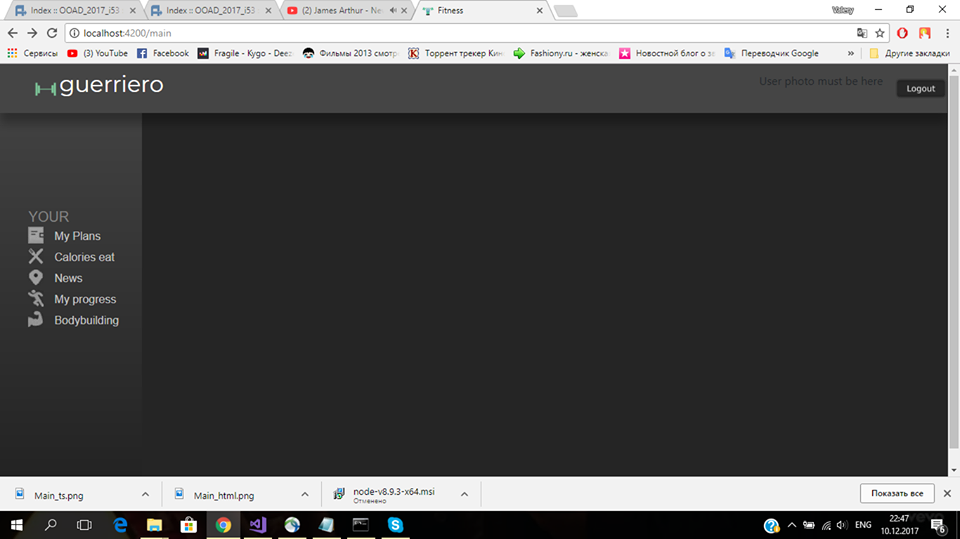 Index :: OOAD_2017_i53
Index :: OOAD_2017_i53
(2) James Arthur - Ne
Fitness
Valeriy
localhost:4200/main
Сервисы
(3) YouTube
Facebook
Fragile - Kygo - Deez
Фильмы 2013 смотр
Торрент трекер Кин
Fashiony.ru - женска
Новостной блог о зе
Переводчик Google
»
Другие закладки
guerriero
User photo must be here
Logout
YOUR
My Plans
Calories eat
News
My progress
Bodybuilding
Main_ts.png
Main_html.png
node-v8.9.3-x64.msi
Отменено
Показать все
ENG
22:47
10.12.2017
6